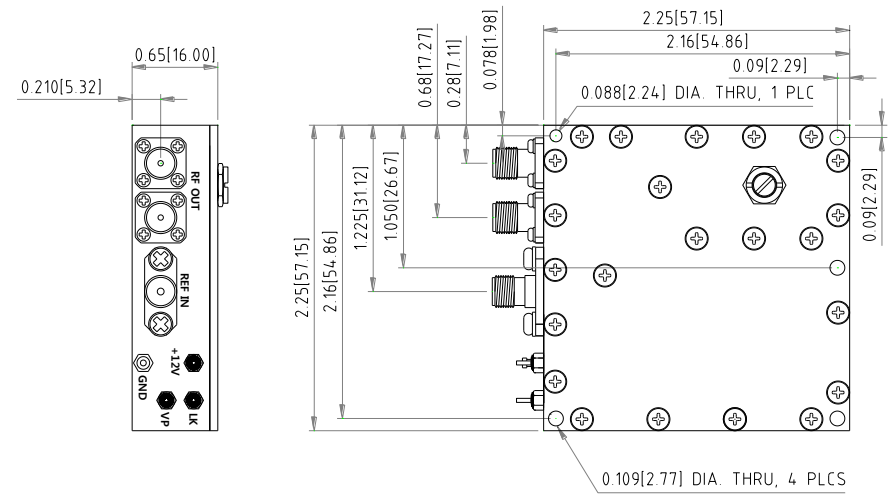 0.65[16.00]
0.210[5.32]
RF OUT
REF IN
+12V
GND
VP
LK
0.68[17.27]
0.28[7.11]
0.078[1.98]
2.25[57.15]
2.16[54.86]
0.09[2.29]
0.088[2.24] DIA. THRU, 1 PLC
2.25[57.15]
2.16[54.86]
1.225[31.12]
1.050[26.67]
0.09[2.29]
0.109[2.77] DIA. THRU, 4 PLCS